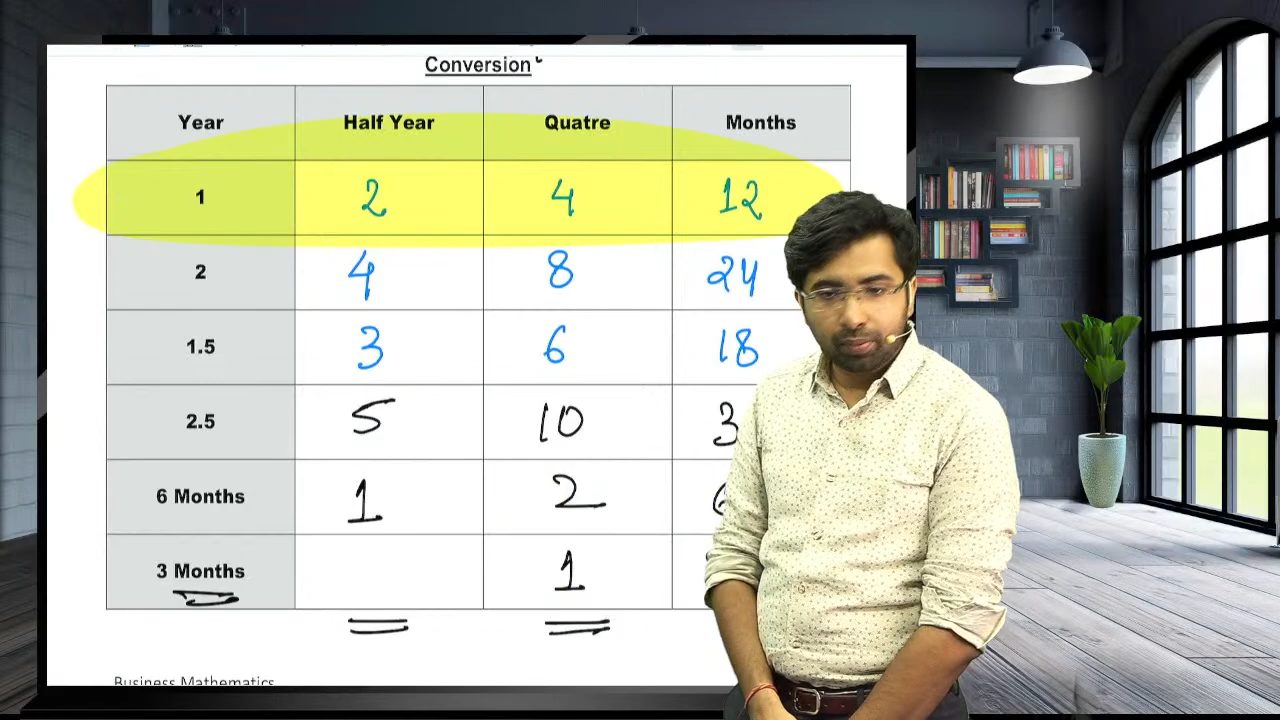 Conversion
Year Half Year Quatre Months
1 2 4 12
2 4 8 24
1.5 3 6 18
2.5 5 10 3
6 Months 1 2
3 Months 1
Business Mathematics